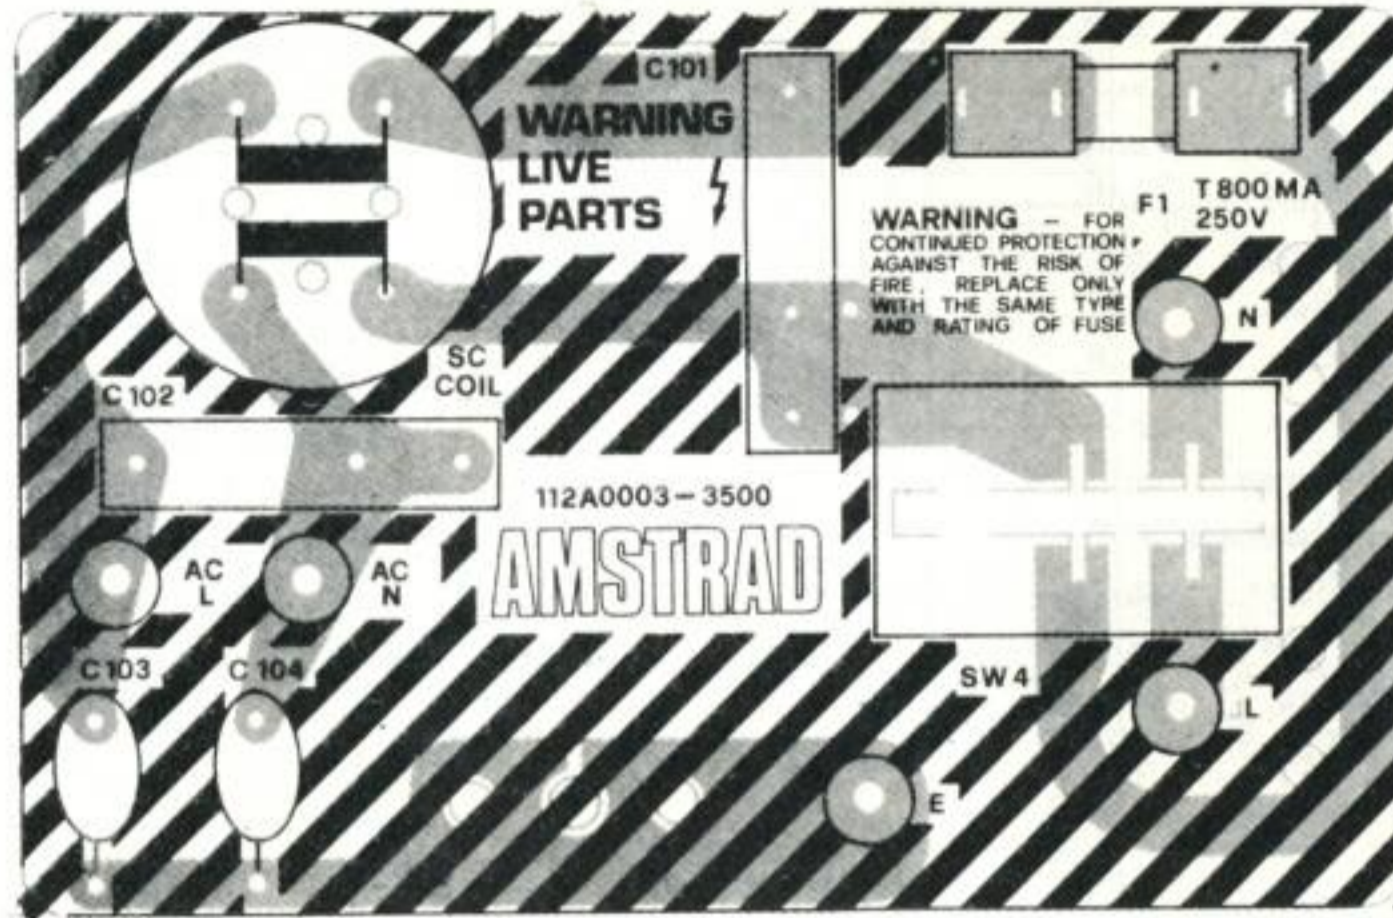 C101
WARNING
LIVE
PARTS
F1
T 800 MA
250V
WARNING – FOR
CONTINUED PROTECTION
AGAINST THE RISK OF
FIRE, REPLACE ONLY
WITH THE SAME TYPE
AND RATING OF FUSE
N
SC
COIL
C 102
112A0003–3500
AMSTRAD
AC
L
AC
N
C 103
C 104
SW 4
L
E